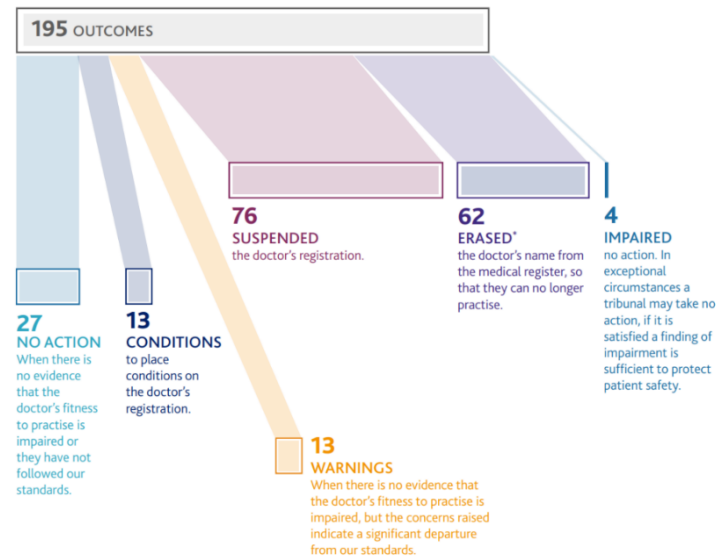 195 OUTCOMES
76
SUSPENDED
the doctor's registration.
62
ERASED*
the doctor's name from
the medical register, so
that they can no longer
practise.
4
IMPAIRED
no action. In
exceptional
circumstances a
tribunal may take no
action, if it is
satisfied a finding of
impairment is
sufficient to protect
patient safety.
27
NO ACTION
When there is
no evidence
that the
doctor's fitness
to practise is
impaired or
they have not
followed our
standards.
13
CONDITIONS
to place
conditions on
the doctor's
registration.
13
WARNINGS
When there is no evidence that
the doctor's fitness to practise is
impaired, but the concerns raised
indicate a significant departure
from our standards.